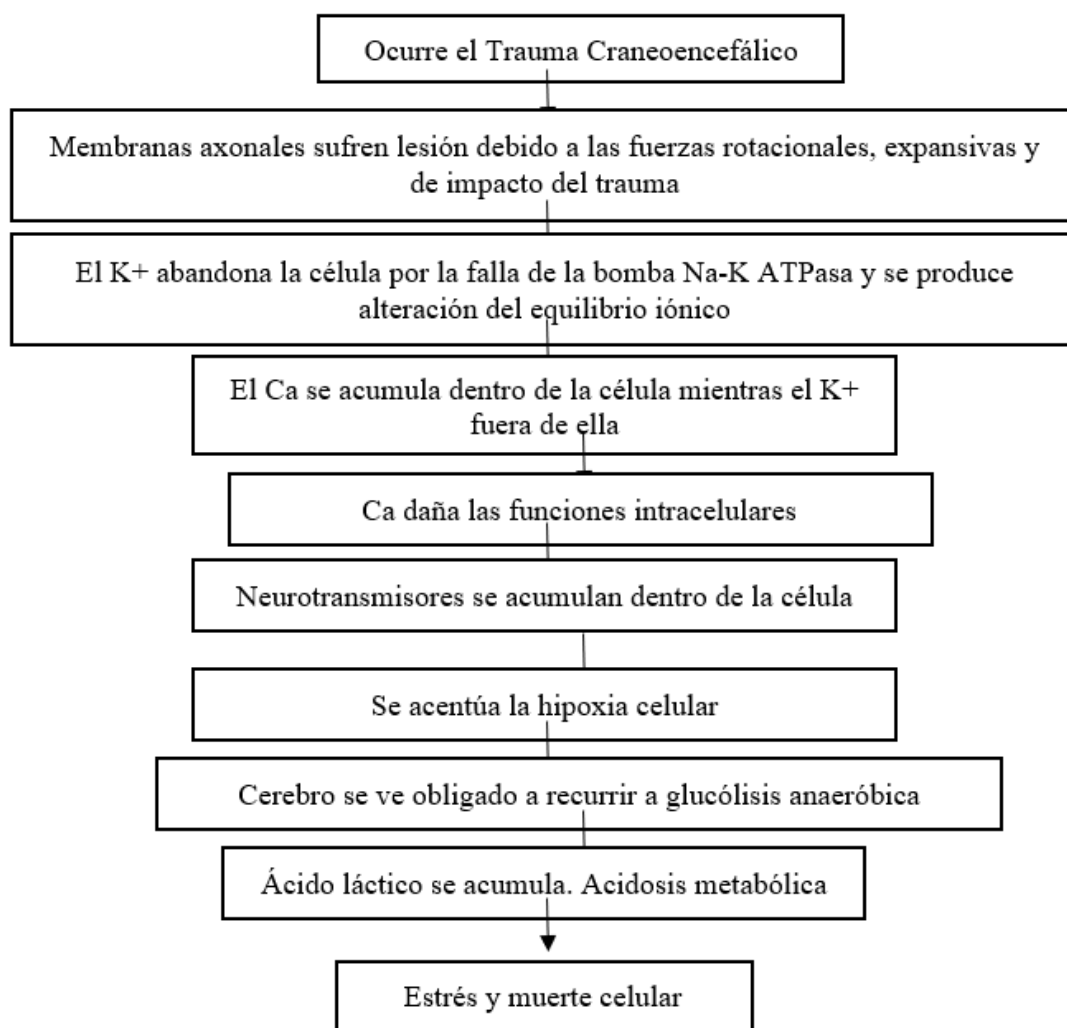 Ocurre el Trauma Craneoencefálico
Membranas axonales sufren lesión debido a las fuerzas rotacionales, expansivas y
de impacto del trauma
El K+ abandona la célula por la falla de la bomba Na-K ATPasa y se produce
alteración del equilibrio iónico
El Ca se acumula dentro de la célula mientras el K+
fuera de ella
Ca daña las funciones intracelulares
Neurotransmisores se acumulan dentro de la célula
Se acentúa la hipoxia celular
Cerebro se ve obligado a recurrir a glucólisis anaeróbica
Ácido láctico se acumula. Acidosis metabólica
Estrés y muerte celular